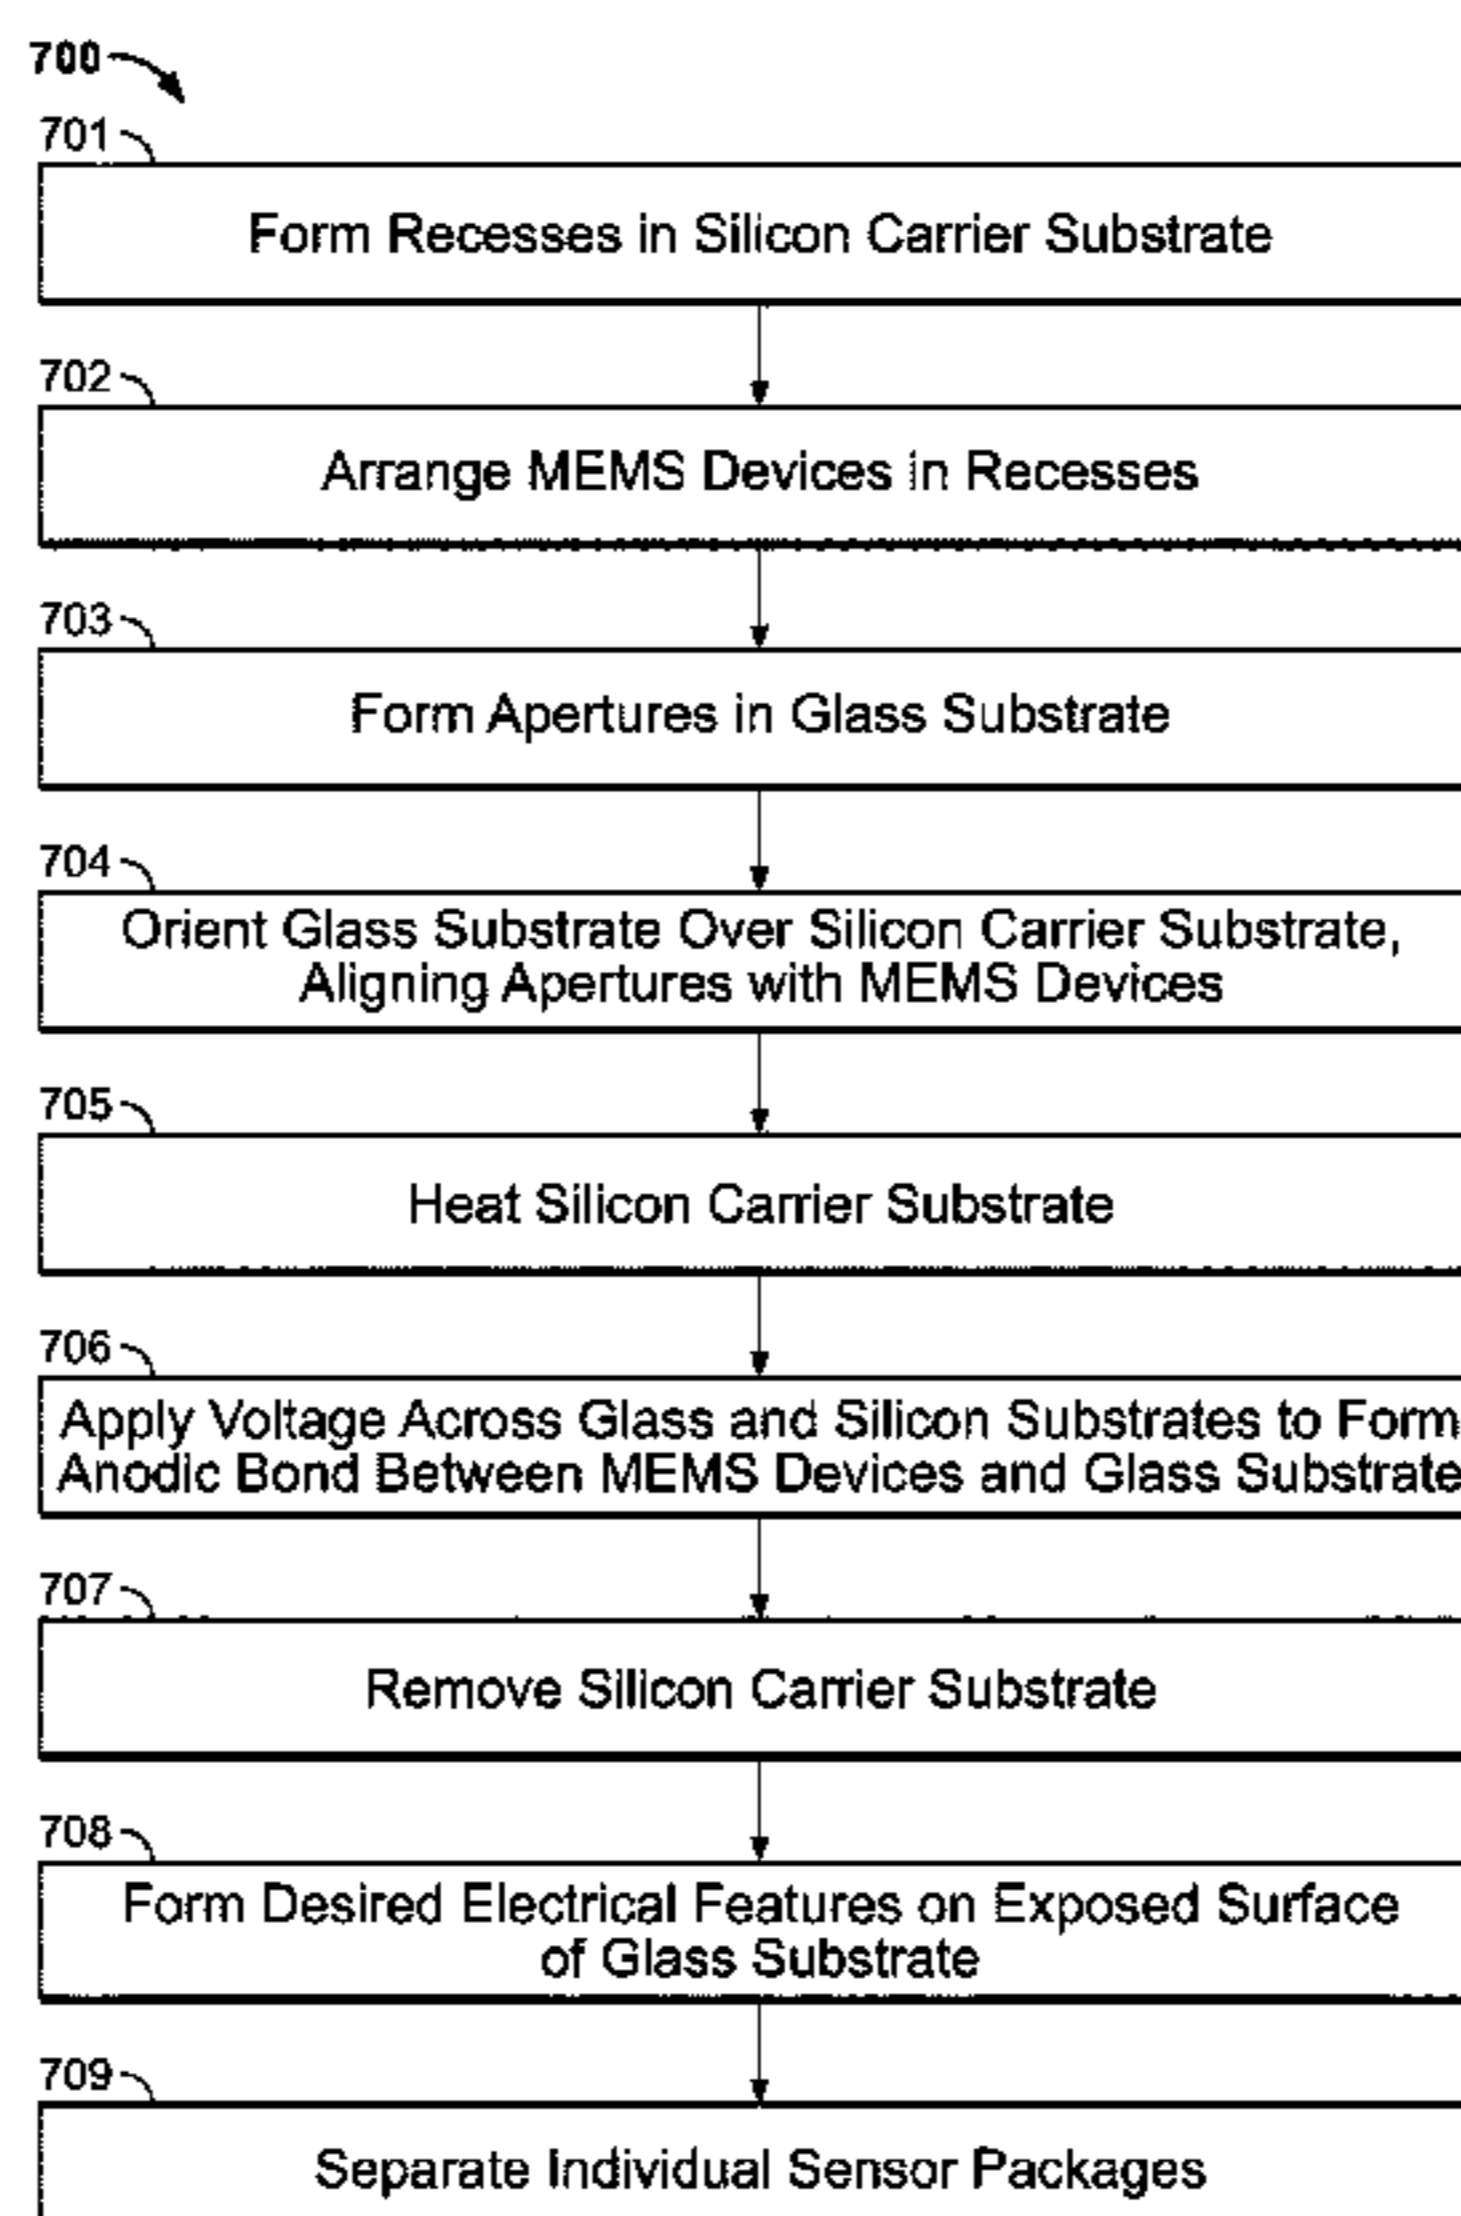 700
701
Form Recesses in Silicon Carrier Substrate
702
Arrange MEMS Devices in Recesses
703
Form Apertures in Glass Substrate
704
Orient Glass Substrate Over Silicon Carrier Substrate,
Aligning Apertures with MEMS Devices
705
Heat Silicon Carrier Substrate
706
Apply Voltage Across Glass and Silicon Substrates to Form
Anodic Bond Between MEMS Devices and Glass Substrate
707
Remove Silicon Carrier Substrate
708
Form Desired Electrical Features on Exposed Surface
of Glass Substrate
709
Separate Individual Sensor Packages